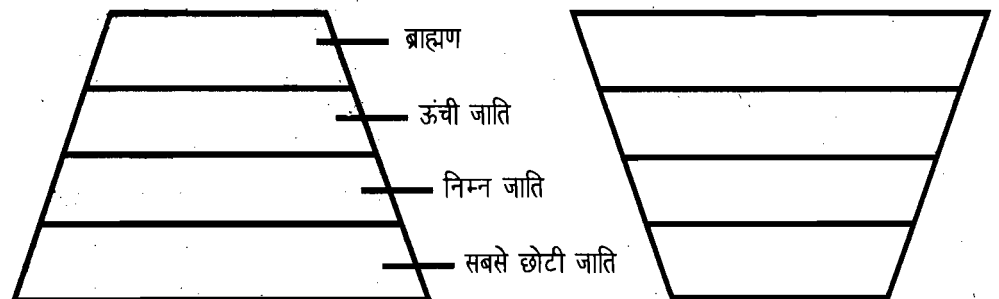 ब्राह्मण
ऊंची जाति
निम्न जाति
सबसे छोटी जाति